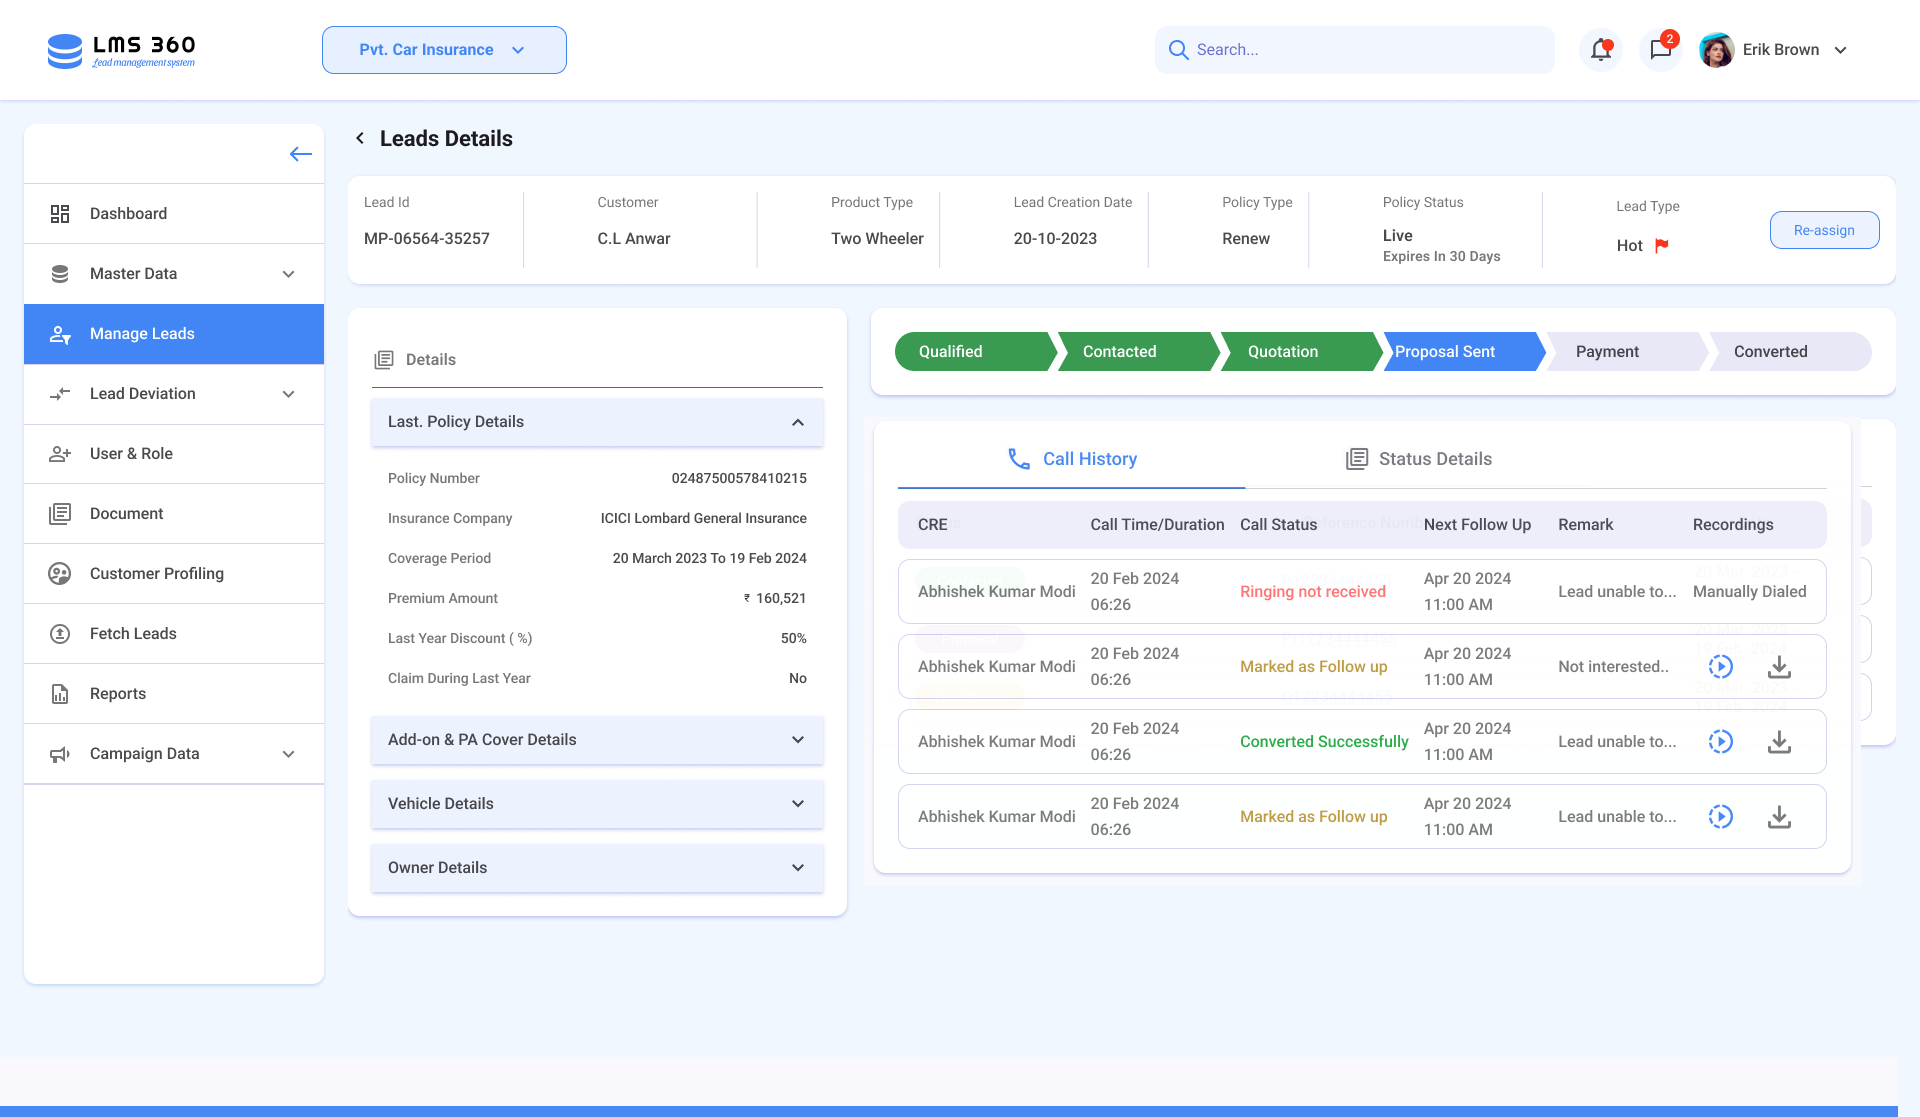 LMS 360
Lead management system
Pvt. Car Insurance
Search...
2
Erik Brown
Leads Details
Dashboard
Master Data
Manage Leads
Lead Deviation
User & Role
Document
Customer Profiling
Fetch Leads
Reports
Campaign Data
Lead Id
MP-06564-35257
Customer
C.L Anwar
Product Type
Two Wheeler
Lead Creation Date
20-10-2023
Policy Type
Renew
Policy Status
Live
Expires In 30 Days
Lead Type
Hot
Re-assign
Details
Last. Policy Details
Policy Number 02487500578410215
Insurance Company ICICI Lombard General Insurance
Coverage Period 20 March 2023 To 19 Feb 2024
Premium Amount ₹ 160,521
Last Year Discount ( %) 50%
Claim During Last Year No
Add-on & PA Cover Details
Vehicle Details
Owner Details
Qualified Contacted Quotation Proposal Sent Payment Converted
Call History Status Details
CRE Call Time/Duration Call Status Next Follow Up Remark Recordings
Abhishek Kumar Modi 20 Feb 2024 06:26 Ringing not received Apr 20 2024 11:00 AM Lead unable to... Manually Dialed
Abhishek Kumar Modi 20 Feb 2024 06:26 Marked as Follow up Apr 20 2024 11:00 AM Not interested..
Abhishek Kumar Modi 20 Feb 2024 06:26 Converted Successfully Apr 20 2024 11:00 AM Lead unable to...
Abhishek Kumar Modi 20 Feb 2024 06:26 Marked as Follow up Apr 20 2024 11:00 AM Lead unable to...